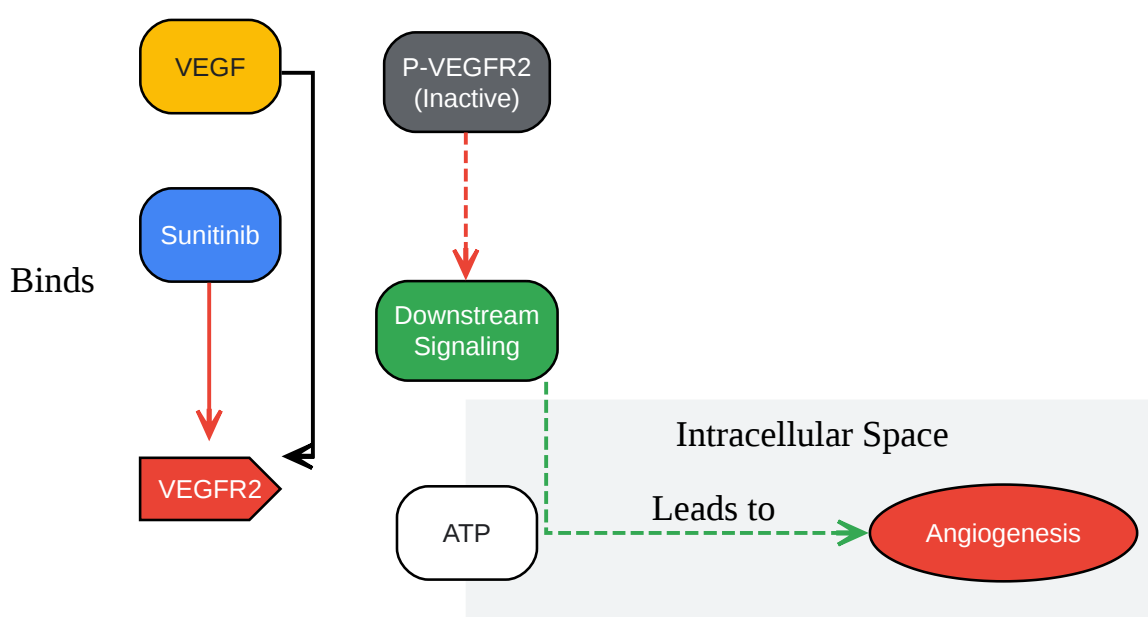 VEGF
P-VEGFR2
(Inactive)
Sunitinib
Binds
Downstream
Signaling
Intracellular Space
VEGFR2
Leads to
ATP
Angiogenesis